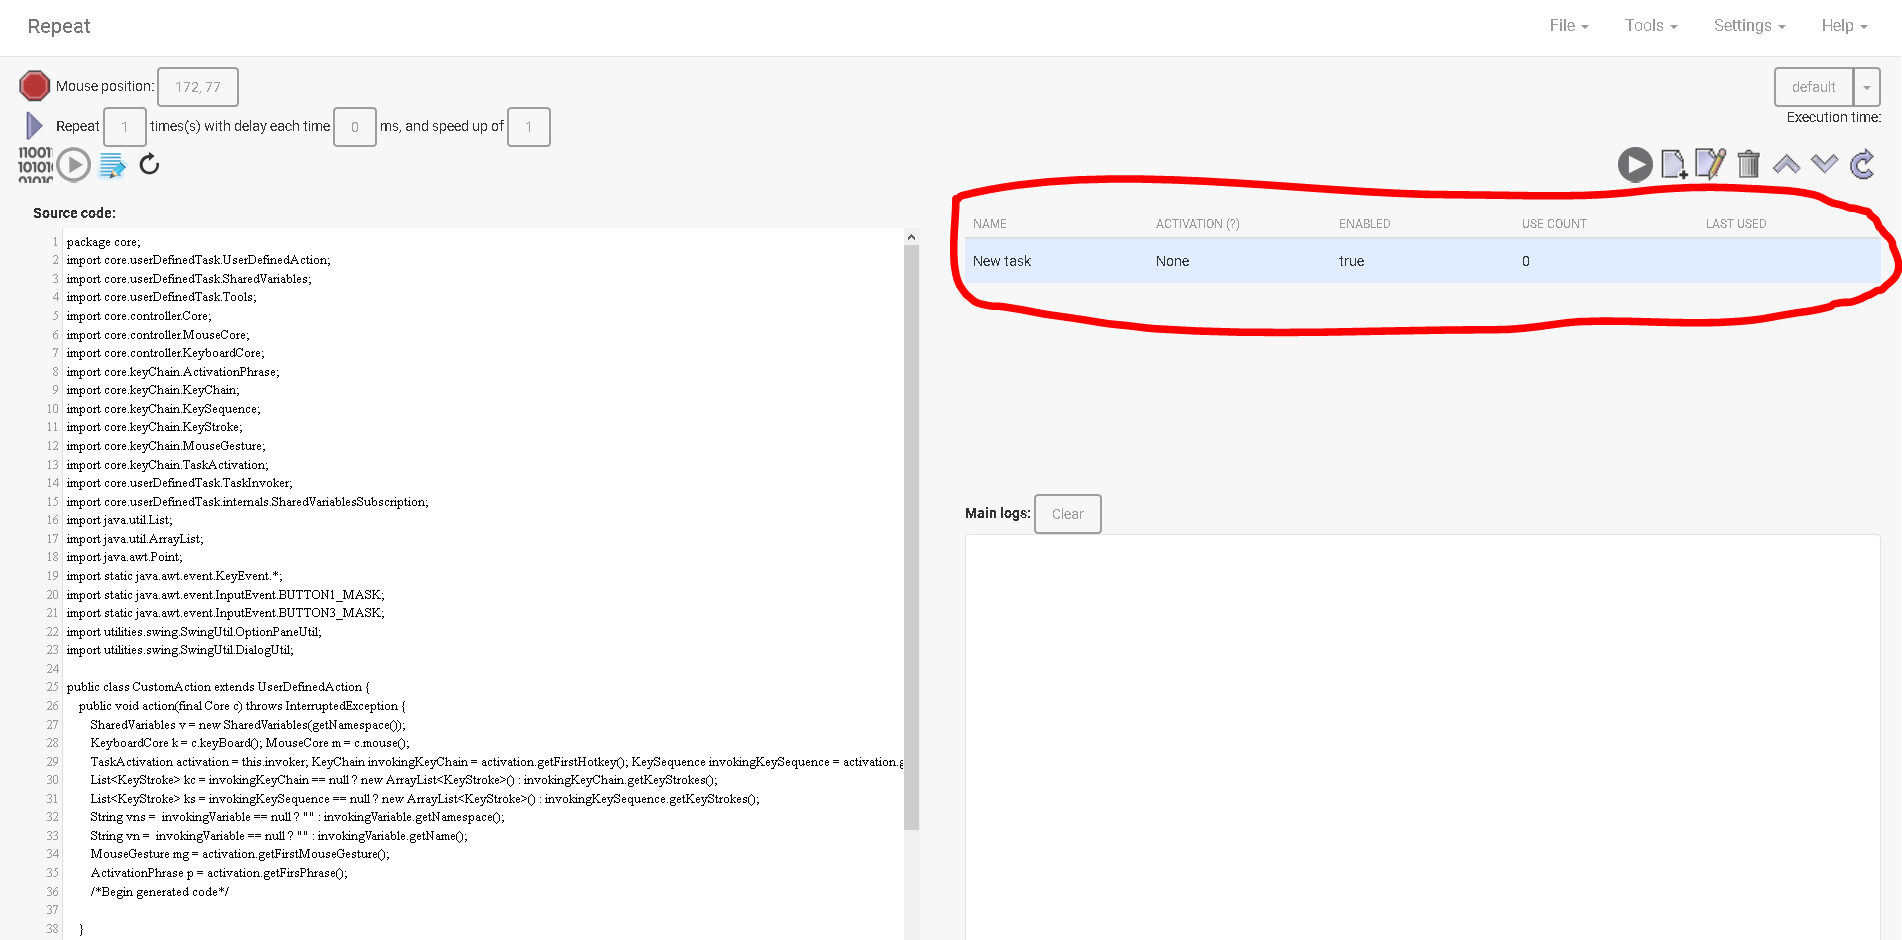 Repeat
File Tools Settings Help
Mouse position: 172, 77
default
Execution time:
Repeat 1 times(s) with delay each time 0 ms, and speed up of 1
11001
10101
01010
Source code:
1 package core;
2 import core.userDefinedTask.UserDefinedAction;
3 import core.userDefinedTask.SharedVariables;
4 import core.userDefinedTask.Tools;
5 import core.controller.Core;
6 import core.controller.MouseCore;
7 import core.controller.KeyboardCore;
8 import core.keyChain.ActivationPhrase;
9 import core.keyChain.KeyChain;
10 import core.keyChain.KeySequence;
11 import core.keyChain.KeyStroke;
12 import core.keyChain.MouseGesture;
13 import core.keyChain.TaskActivation;
14 import core.userDefinedTask.TaskInvoker;
15 import core.userDefinedTask.internals.SharedVariablesSubscription;
16 import java.util.List;
17 import java.util.ArrayList;
18 import java.awt.Point;
19 import static java.awt.event.KeyEvent.*;
20 import static java.awt.event.InputEvent.BUTTON1_MASK;
21 import static java.awt.event.InputEvent.BUTTON3_MASK;
22 import utilities.swing.SwingUtil.OptionPaneUtil;
23 import utilities.swing.SwingUtil.DialogUtil;
24
25 public class CustomAction extends UserDefinedAction {
26 public void action(final Core c) throws InterruptedException {
27 SharedVariables v = new SharedVariables(getNamespace());
28 KeyboardCore k = c.keyBoard(); MouseCore m = c.mouse();
29 TaskActivation activation = this.invoker; KeyChain invokingKeyChain = activation.getFirstHotkey(); KeySequence invokingKeySequence = activation.g
30 List<KeyStroke> kc = invokingKeyChain == null ? new ArrayList<KeyStroke>() : invokingKeyChain.getKeyStrokes();
31 List<KeyStroke> ks = invokingKeySequence == null ? new ArrayList<KeyStroke>() : invokingKeySequence.getKeyStrokes();
32 String vns = invokingVariable == null ? "" : invokingVariable.getNamespace();
33 String vn = invokingVariable == null ? "" : invokingVariable.getName();
34 MouseGesture mg = activation.getFirstMouseGesture();
35 ActivationPhrase p = activation.getFirsPhrase();
36 /*Begin generated code*/
37
38 }
NAME ACTIVATION (?) ENABLED USE COUNT LAST USED
New task None true 0
Main logs: Clear